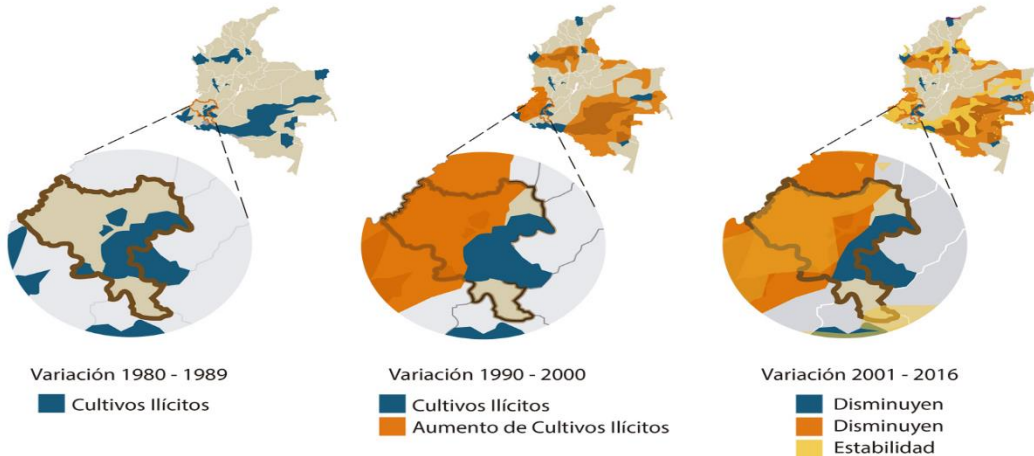 Variación 1980 - 1989
Cultivos Ilícitos
Variación 1990 - 2000
Cultivos Ilícitos
Aumento de Cultivos Ilícitos
Variación 2001 - 2016
Disminuyen
Disminuyen
Estabilidad